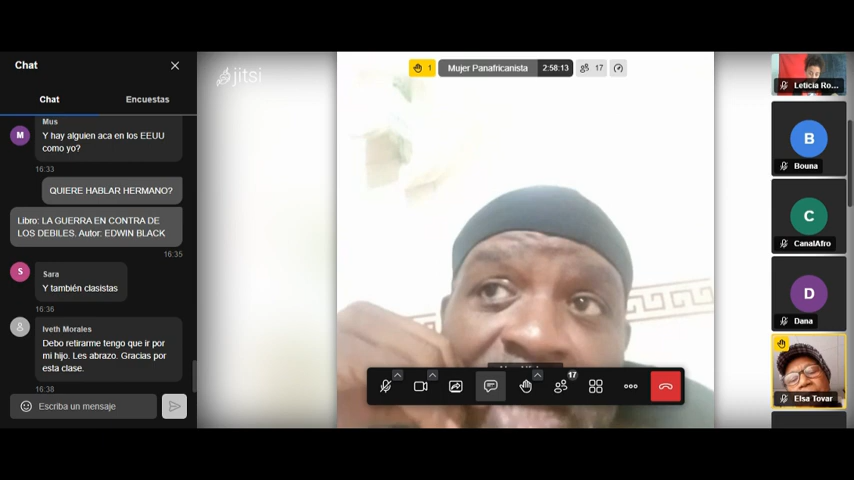 Chat
Chat
Encuestas
Mus
M
Y hay alguien aca en los EEUU
como yo?
16:33
QUIERE HABLAR HERMANO?
Libro: LA GUERRA EN CONTRA DE
LOS DEBILES. Autor: EDWIN BLACK
16:35
S
Sara
Y también clasistas
16:36
Iveth Morales
Debo retirarme tengo que ir por
mi hijo. Les abrazo. Gracias por
esta clase.
16:38
Escriba un mensaje
jitsi
1
Mujer Panafricanista
2:58:13
17
17
Leticia Ro...
B
Bouna
C
CanalAfro
D
Dana
Elsa Tovar